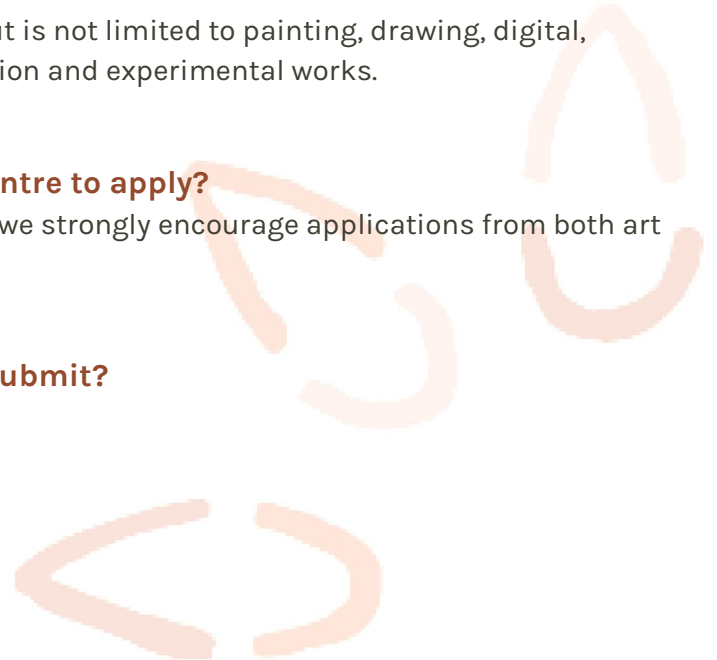 ut is not limited to painting, drawing, digital,
ion and experimental works.
ntre to apply?
we strongly encourage applications from both art
ubmit?